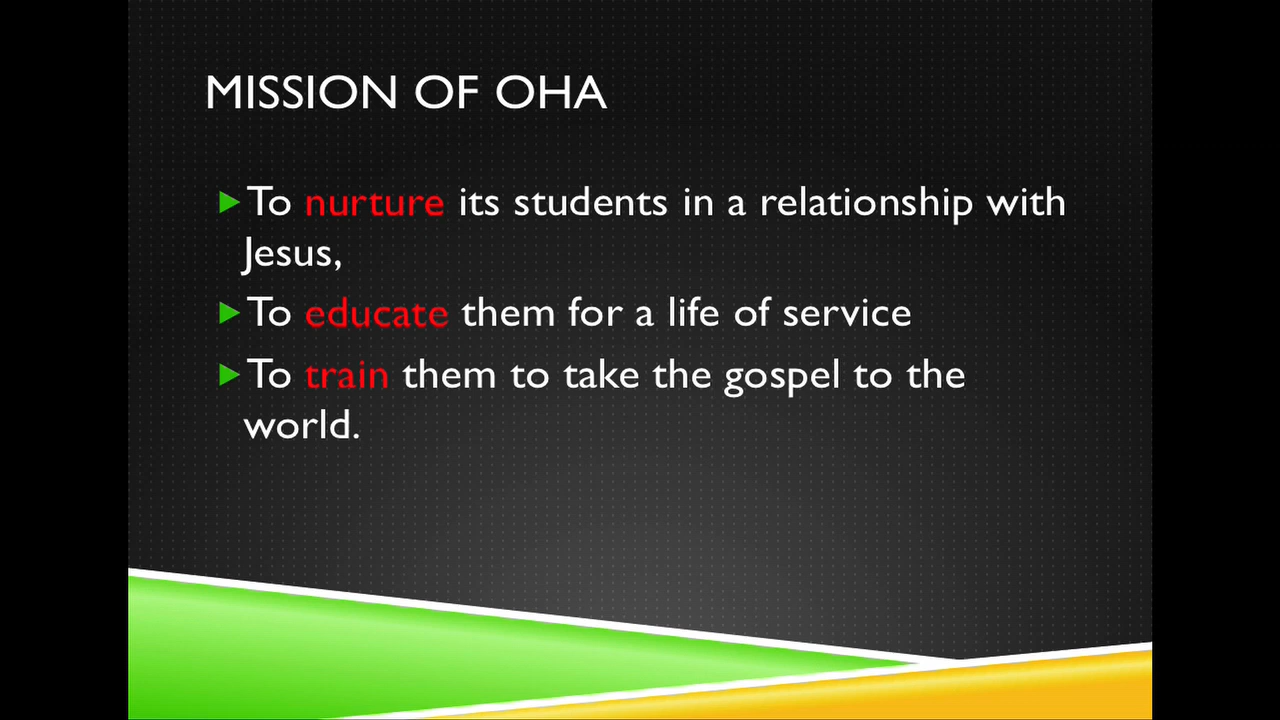 MISSION OF OHA
To nurture its students in a relationship with
Jesus,
To educate them for a life of service
To train them to take the gospel to the
world.